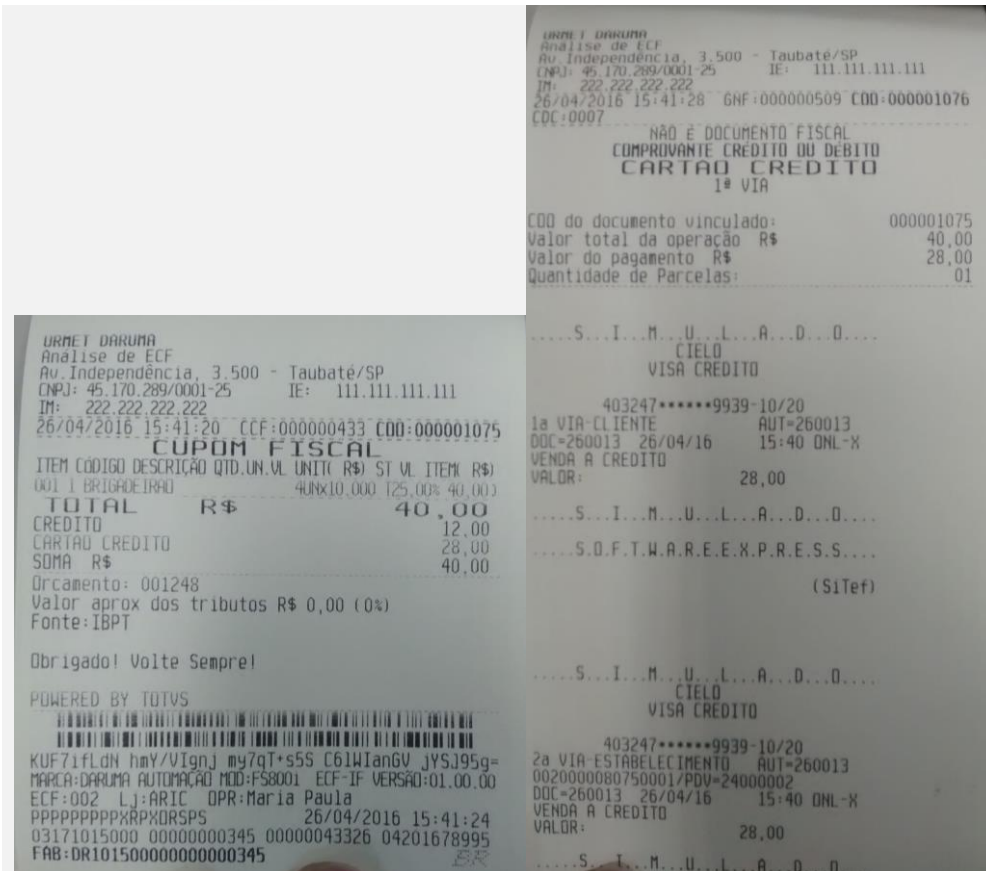 URMET DARUMA
Análise de ECF
Av.Independência, 3.500 - Taubaté/SP
CNPJ: 45.170.289/0001-25 IE: 111.111.111.111
IM: 222.222.222.222
26/04/2016 15:41:20 CCF:000000433 COO:000001075
CUPOM FISCAL
ITEM CÓDIGO DESCRIÇÃO QTD.UN.VL UNIT( R$) ST VL ITEM( R$)
001 1 BRIGADEIRAO 4UNx10,000 T25,00% 40,00
TOTAL R$ 40,00
CREDITO 12,00
CARTAO CREDITO 28,00
SOMA R$ 40,00
Orcamento: 001248
Valor aprox dos tributos R$ 0,00 (0%)
Fonte:IBPT
Obrigado! Volte Sempre!
POWERED BY TOTVS
KUF7ifLdN hmY/VIgnj my7qT+s5S C61WIanGV jYSJ95g=
MARCA:DARUMA AUTOMAÇÃO MOD:FS800i ECF-IF VERSÃO:01.00.00
ECF:002 Lj:ARIC OPR:Maria Paula
PPPPPPPPPXRPXORSPS 26/04/2016 15:41:24
03171015000 00000000345 00000043326 04201678995
FAB:DR101500000000000345
URMET DARUMA
Análise de ECF
Av.Independência, 3.500 - Taubaté/SP
CNPJ: 45.170.289/0001-25 IE: 111.111.111.111
IM: 222.222.222.222
26/04/2016 15:41:28 GNF:000000509 COO:000001076
CDC:0007
NÃO É DOCUMENTO FISCAL
COMPROVANTE CRÉDITO OU DÉBITO
CARTAO CREDITO
1ª VIA
COO do documento vinculado: 000001075
Valor total da operação R$ 40,00
Valor do pagamento R$ 28,00
Quantidade de Parcelas: 01
.....S...I...M...U...L...A...D...O....
CIELO
VISA CREDITO
403247******9939-10/20
1a VIA-CLIENTE AUT=260013
DOC=260013 26/04/16 15:40 ONL-X
VENDA A CREDITO
VALOR: 28,00
.....S...I...M...U...L...A...D...O....
.....S.O.F.T.W.A.R.E.E.X.P.R.E.S.S....
(SiTef)
.....S...I...M...U...L...A...D...O....
CIELO
VISA CREDITO
403247******9939-10/20
2a VIA-ESTABELECIMENTO AUT=260013
0020000080750001/PDV=24000002
DOC=260013 26/04/16 15:40 ONL-X
VENDA A CREDITO
VALOR: 28,00
.....S...I...M...U...L...A...D...O....